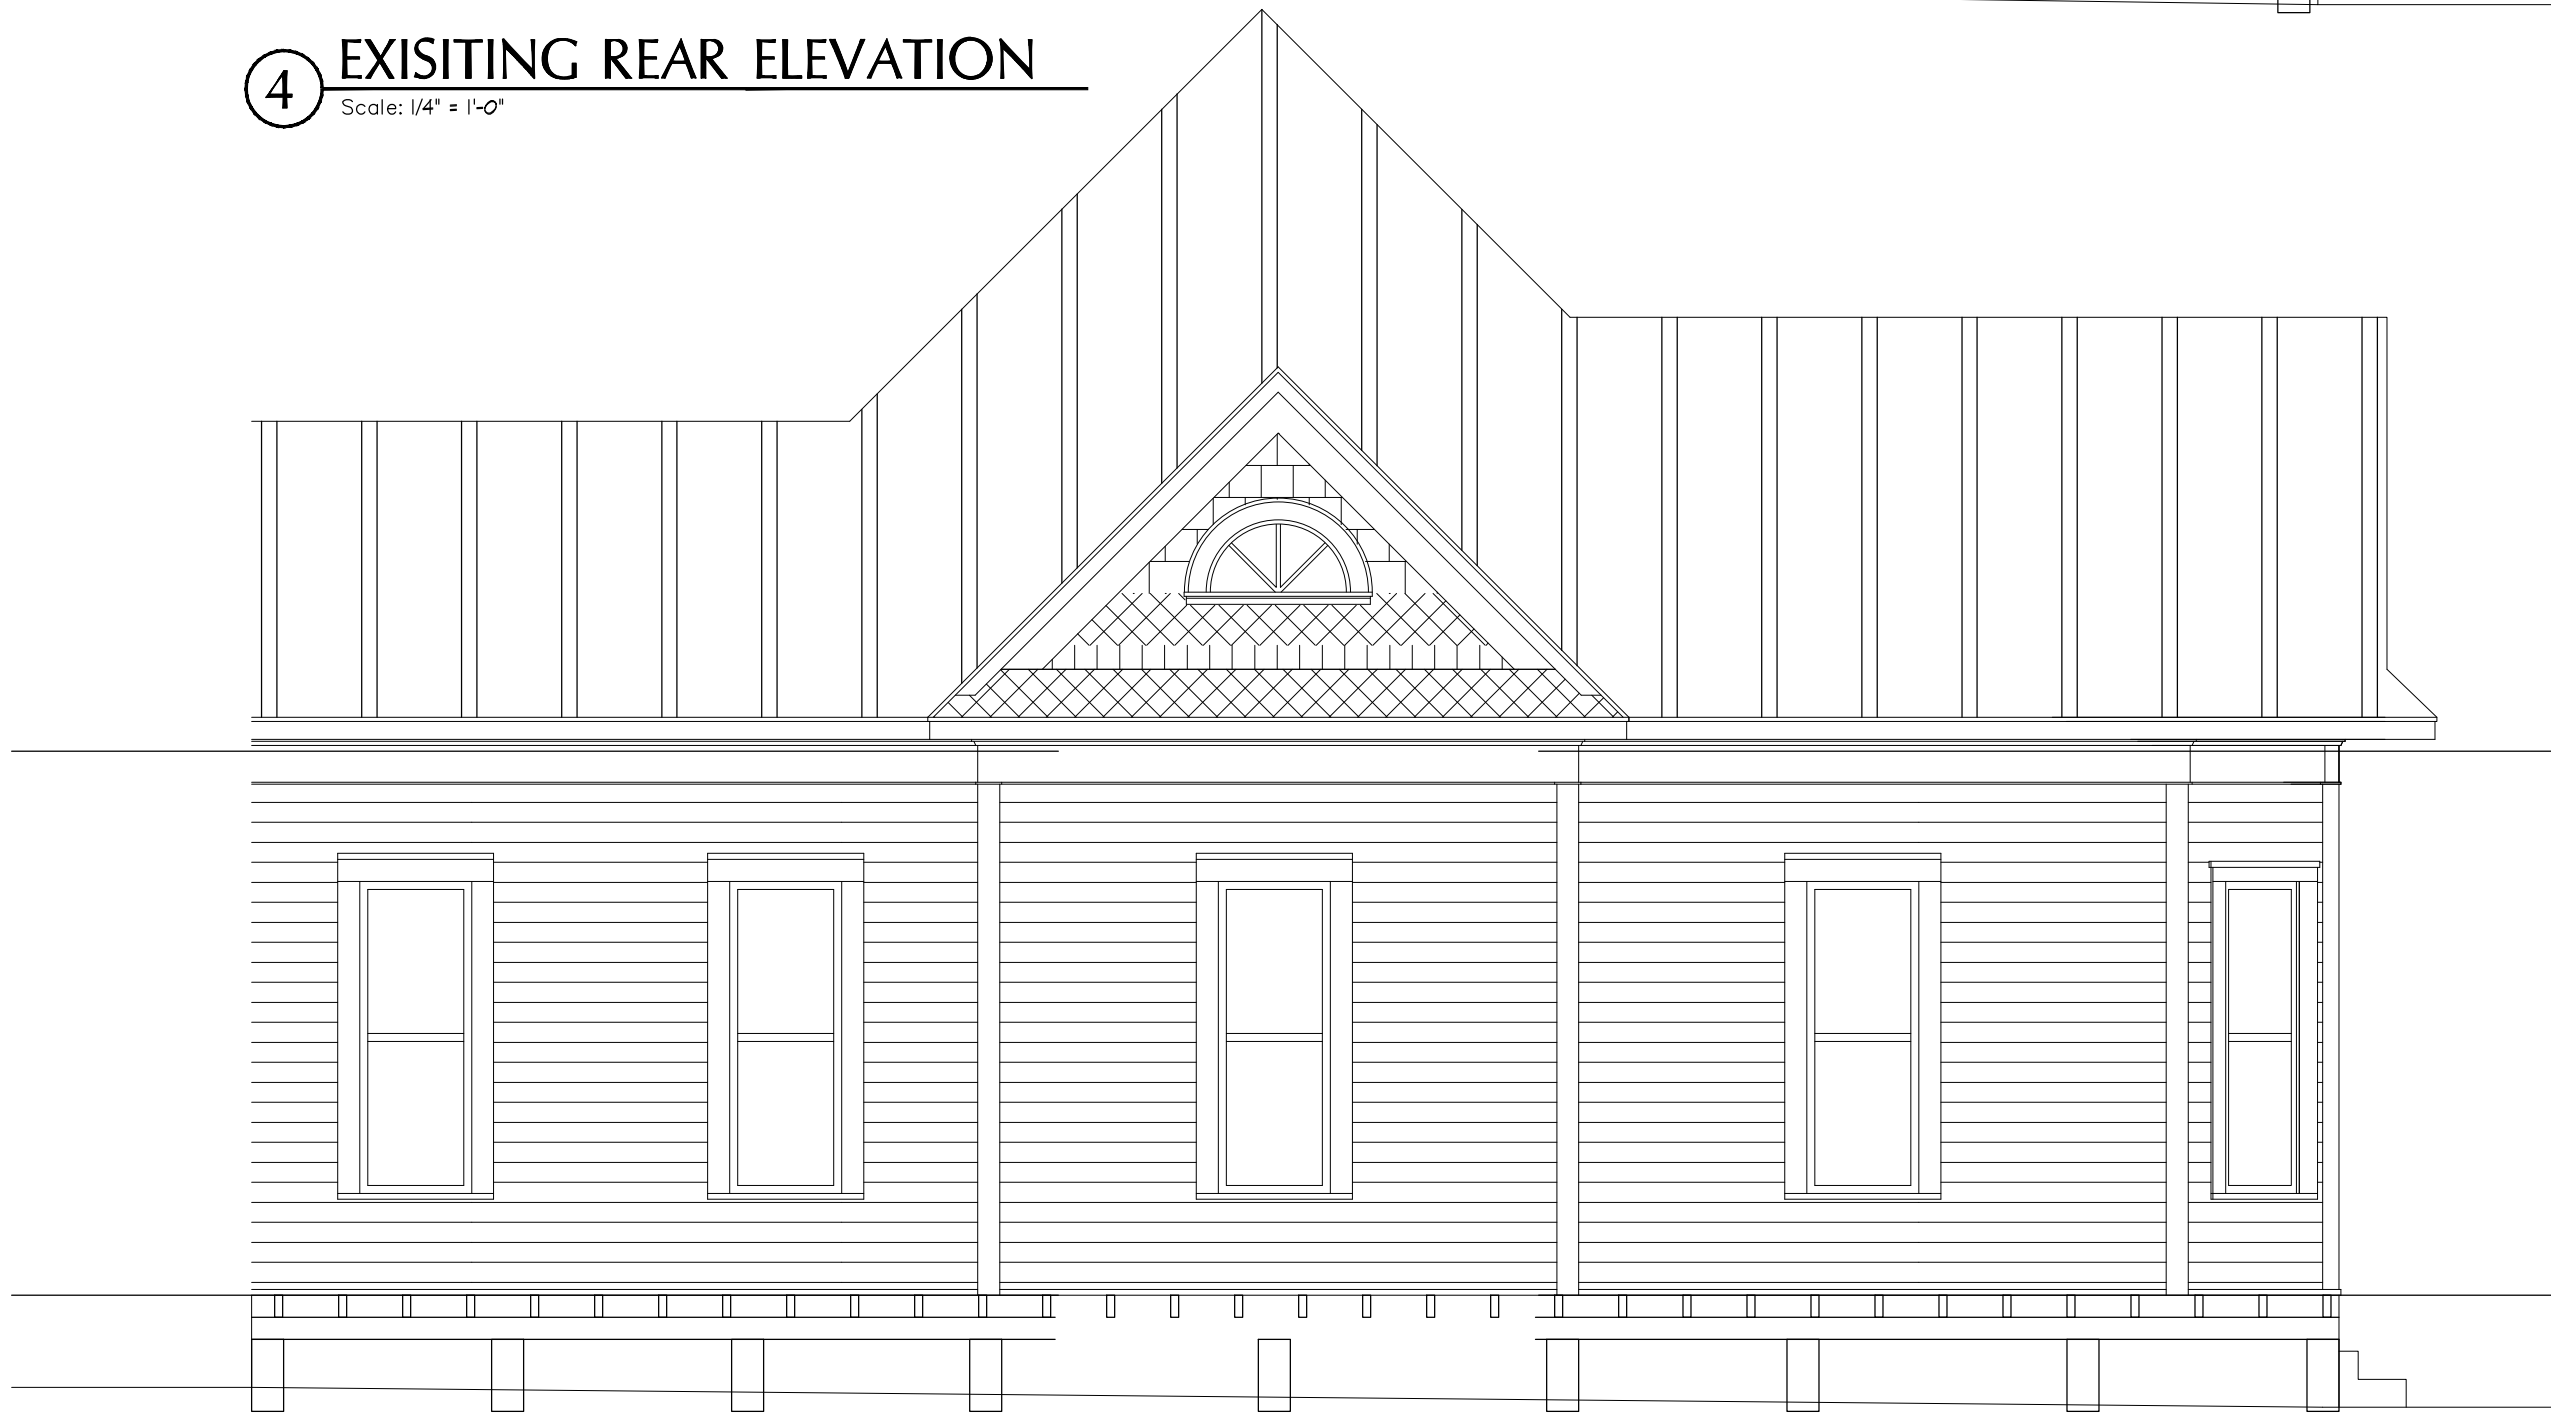 4 EXISITING REAR ELEVATION
Scale: 1/4" = 1'-0"